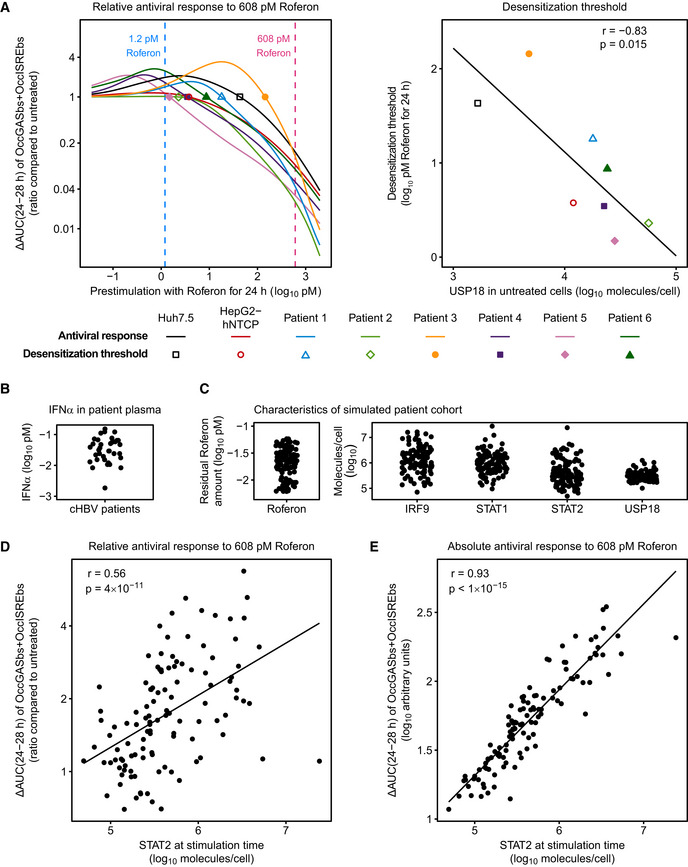 A
Relative antiviral response to 608 pM Roferon
1.2 pM
Roferon
608 pM
Roferon
4
1
0.2
0.04
0.01
ΔAUC(24−28 h) of OccGASbs+OccISREbs
(ratio compared to untreated)
−1
0
1
2
3
Prestimulation with Roferon for 24 h (log10 pM)
Desensitization threshold
r = −0.83
p = 0.015
2
1
0
Desensitization threshold
(log10 pM Roferon for 24 h)
3
4
5
USP18 in untreated cells (log10 molecules/cell)
Huh7.5
HepG2−
hNTCP
Patient 1
Patient 2
Patient 3
Patient 4
Patient 5
Patient 6
Antiviral response
Desensitization threshold
B
IFNα in patient plasma
−1
−2
−3
IFNα (log10 pM)
cHBV patients
C
Characteristics of simulated patient cohort
Residual Roferon
amount (log10 pM)
−1
−1.5
−2
Roferon
Molecules/cell
(log10)
7
6
5
IRF9
STAT1
STAT2
USP18
D
Relative antiviral response to 608 pM Roferon
r = 0.56
p = 4×10−11
4
2
1
ΔAUC(24−28 h) of OccGASbs+OccISREbs
(ratio compared to untreated)
5
6
7
STAT2 at stimulation time
(log10 molecules/cell)
E
Absolute antiviral response to 608 pM Roferon
r = 0.93
p < 1×10−15
2.5
2.0
1.5
1.0
ΔAUC(24−28 h) of OccGASbs+OccISREbs
(log10 arbitrary units)
5
6
7
STAT2 at stimulation time
(log10 molecules/cell)